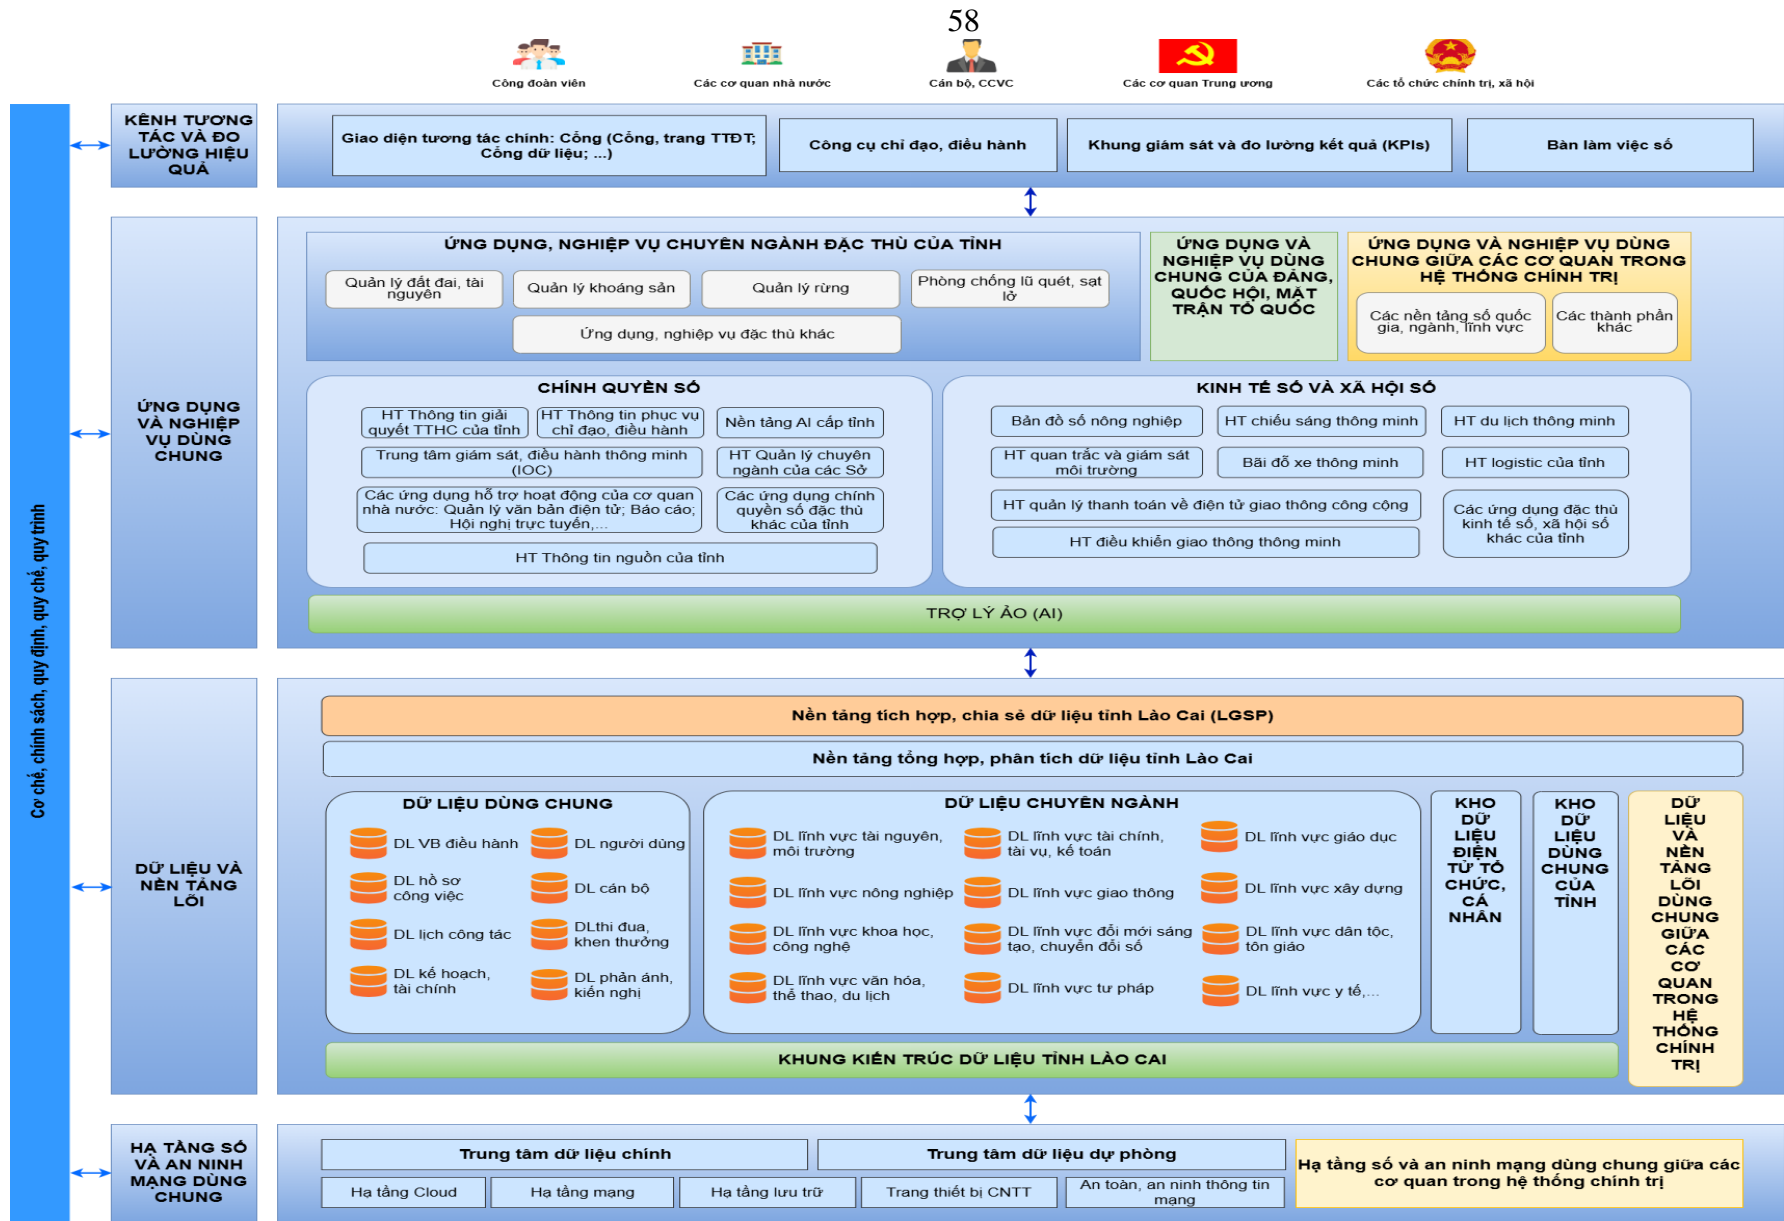 58
Công đoàn viên
Các cơ quan nhà nước
Cán bộ, CCVC
Các cơ quan Trung ương
Các tổ chức chính trị, xã hội
Cơ chế, chính sách, quy định, quy chế, quy trình
KÊNH TƯƠNG
TÁC VÀ ĐO
LƯỜNG HIỆU
QUẢ
Giao diện tương tác chính: Cổng (Cổng, trang TTĐT;
Cổng dữ liệu; ...)
Công cụ chỉ đạo, điều hành
Khung giám sát và đo lường kết quả (KPIs)
Bàn làm việc số
ỨNG DỤNG
VÀ NGHIỆP
VỤ DÙNG
CHUNG
ỨNG DỤNG, NGHIỆP VỤ CHUYÊN NGÀNH ĐẶC THÙ CỦA TỈNH
Quản lý đất đai, tài
nguyên
Quản lý khoáng sản
Quản lý rừng
Phòng chống lũ quét, sạt
lở
Ứng dụng, nghiệp vụ đặc thù khác
ỨNG DỤNG VÀ
NGHIỆP VỤ DÙNG
CHUNG CỦA ĐẢNG,
QUỐC HỘI, MẶT
TRẬN TỔ QUỐC
ỨNG DỤNG VÀ NGHIỆP VỤ DÙNG
CHUNG GIỮA CÁC CƠ QUAN TRONG
HỆ THỐNG CHÍNH TRỊ
Các nền tảng số quốc
gia, ngành, lĩnh vực
Các thành phần
khác
CHÍNH QUYỀN SỐ
HT Thông tin giải
quyết TTHC của tỉnh
HT Thông tin phục vụ
chỉ đạo, điều hành
Nền tảng AI cấp tỉnh
Trung tâm giám sát, điều hành thông minh
(IOC)
HT Quản lý chuyên
ngành của các Sở
Các ứng dụng hỗ trợ hoạt động của cơ quan
nhà nước: Quản lý văn bản điện tử; Báo cáo;
Hội nghị trực tuyến,...
Các ứng dụng chính
quyền số đặc thù
khác của tỉnh
HT Thông tin nguồn của tỉnh
KINH TẾ SỐ VÀ XÃ HỘI SỐ
Bản đồ số nông nghiệp
HT chiếu sáng thông minh
HT du lịch thông minh
HT quan trắc và giám sát
môi trường
Bãi đỗ xe thông minh
HT logistic của tỉnh
HT quản lý thanh toán về điện tử giao thông công cộng
Các ứng dụng đặc thù
kinh tế số, xã hội số
khác của tỉnh
HT điều khiển giao thông thông minh
TRỢ LÝ ẢO (AI)
DỮ LIỆU VÀ
NỀN TẢNG
LÕI
Nền tảng tích hợp, chia sẻ dữ liệu tỉnh Lào Cai (LGSP)
Nền tảng tổng hợp, phân tích dữ liệu tỉnh Lào Cai
DỮ LIỆU DÙNG CHUNG
DL VB điều hành
DL người dùng
DL hồ sơ
công việc
DL cán bộ
DL lịch công tác
DLthi đua,
khen thưởng
DL kế hoạch,
tài chính
DL phản ánh,
kiến nghị
DỮ LIỆU CHUYÊN NGÀNH
DL lĩnh vực tài nguyên,
môi trường
DL lĩnh vực tài chính,
tài vụ, kế toán
DL lĩnh vực giáo dục
DL lĩnh vực nông nghiệp
DL lĩnh vực giao thông
DL lĩnh vực xây dựng
DL lĩnh vực khoa học,
công nghệ
DL lĩnh vực đổi mới sáng
tạo, chuyển đổi số
DL lĩnh vực dân tộc,
tôn giáo
DL lĩnh vực văn hóa,
thể thao, du lịch
DL lĩnh vực tư pháp
DL lĩnh vực y tế,...
KHO
DỮ
LIỆU
ĐIỆN
TỬ TỔ
CHỨC,
CÁ
NHÂN
KHO
DỮ
LIỆU
DÙNG
CHUNG
CỦA
TỈNH
DỮ
LIỆU
VÀ
NỀN
TẢNG
LÕI
DÙNG
CHUNG
GIỮA
CÁC
CƠ
QUAN
TRONG
HỆ
THỐNG
CHÍNH
TRỊ
KHUNG KIẾN TRÚC DỮ LIỆU TỈNH LÀO CAI
HẠ TẦNG SỐ
VÀ AN NINH
MẠNG DÙNG
CHUNG
Trung tâm dữ liệu chính
Trung tâm dữ liệu dự phòng
Hạ tầng Cloud
Hạ tầng mạng
Hạ tầng lưu trữ
Trang thiết bị CNTT
An toàn, an ninh thông tin
mạng
Hạ tầng số và an ninh mạng dùng chung giữa các
cơ quan trong hệ thống chính trị